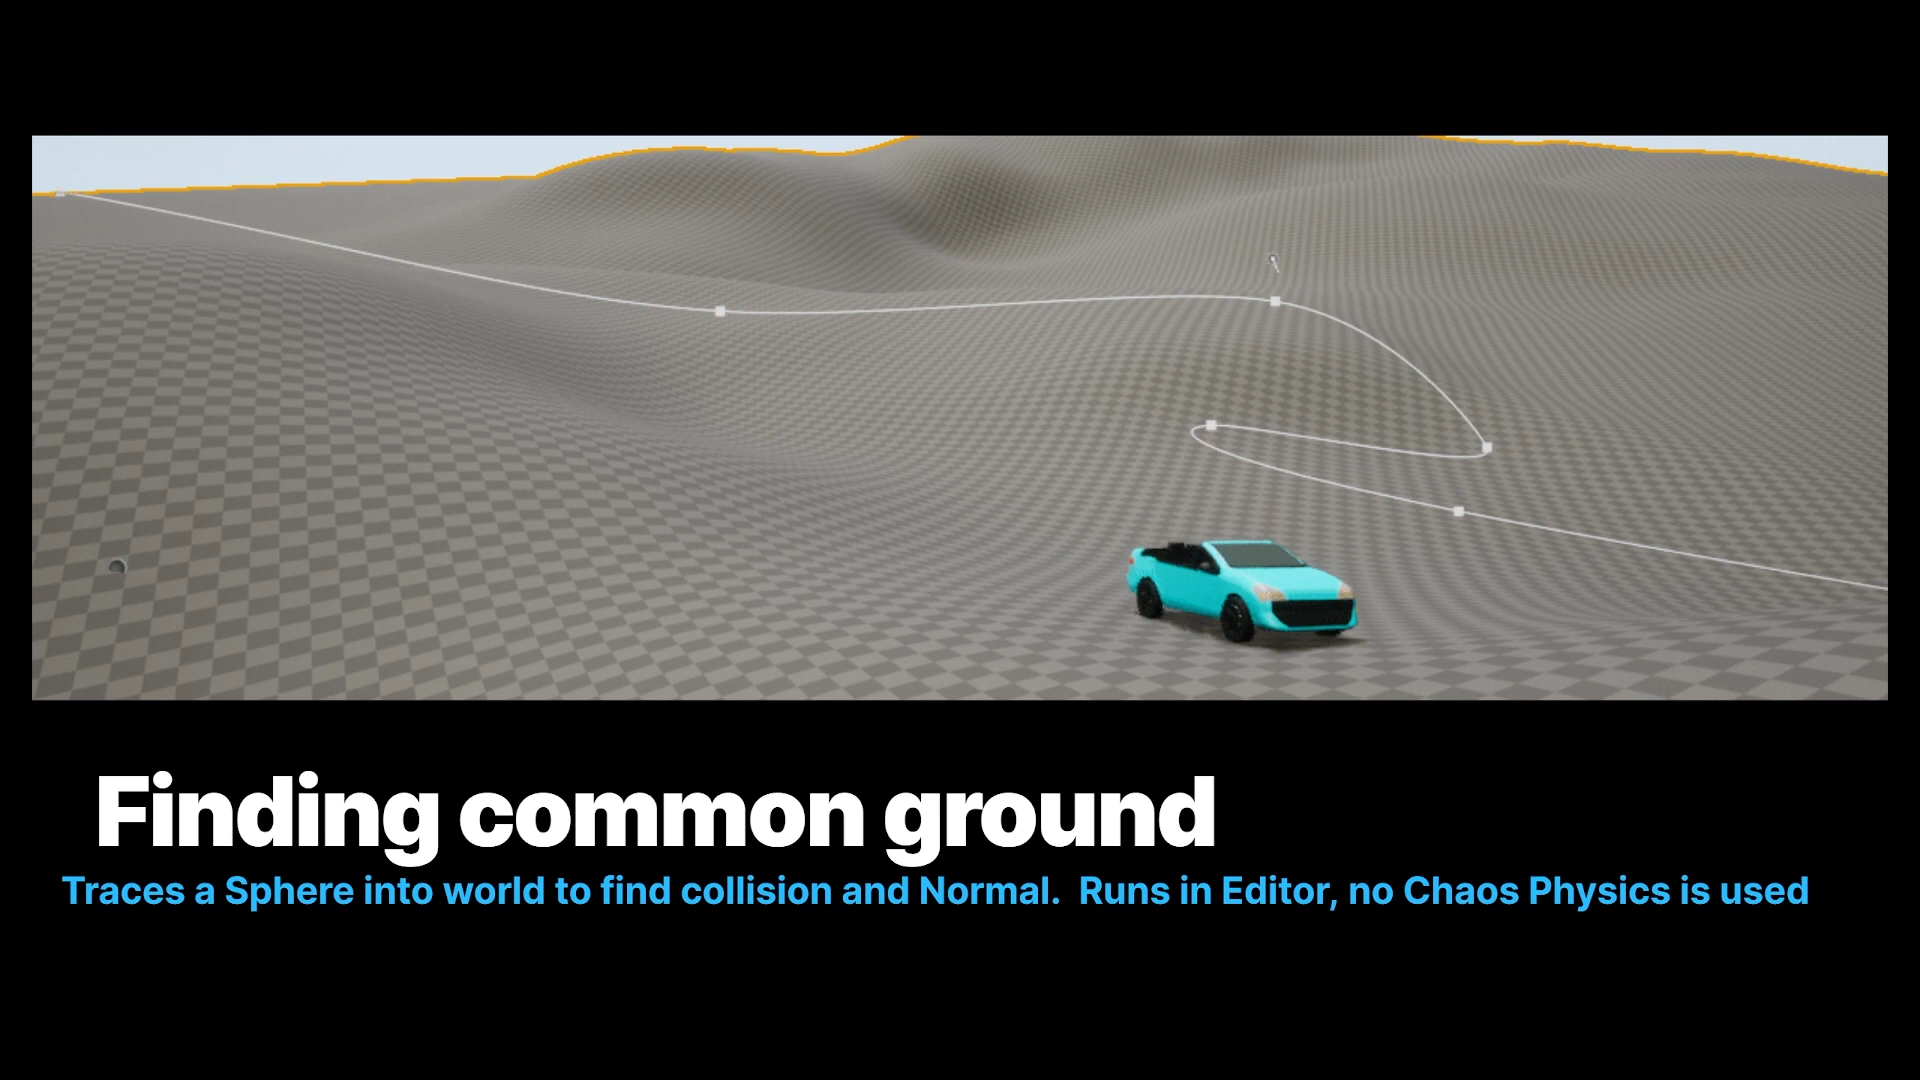 Finding common ground
Traces a Sphere into world to find collision and Normal.  Runs in Editor, no Chaos Physics is used